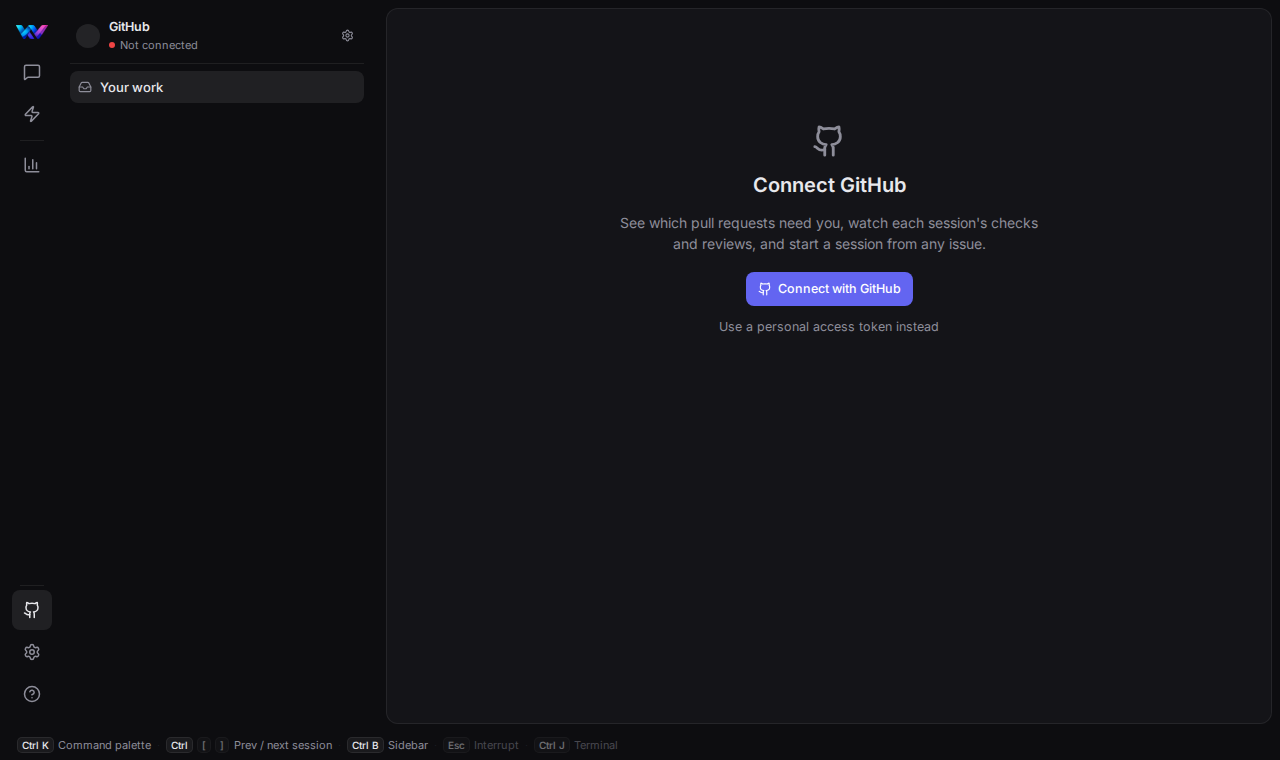 GitHub
Not connected
Your work
Connect GitHub
See which pull requests need you, watch each session's checks
and reviews, and start a session from any issue.
Connect with GitHub
Use a personal access token instead
Ctrl K Command palette Ctrl [ ] Prev / next session Ctrl B Sidebar Esc Interrupt Ctrl J Terminal